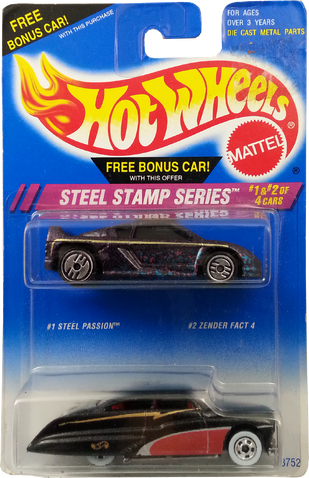 FREE
BONUS CAR!
WITH THIS PURCHASE
FOR AGES
OVER 3 YEARS
DIE CAST METAL PARTS
HOT WHEELS
MATTEL
FREE BONUS CAR!
WITH THIS OFFER
STEEL STAMP SERIES™
#1 & #2 OF
4 CARS
#1 STEEL PASSION™
#2 ZENDER FACT 4
3752